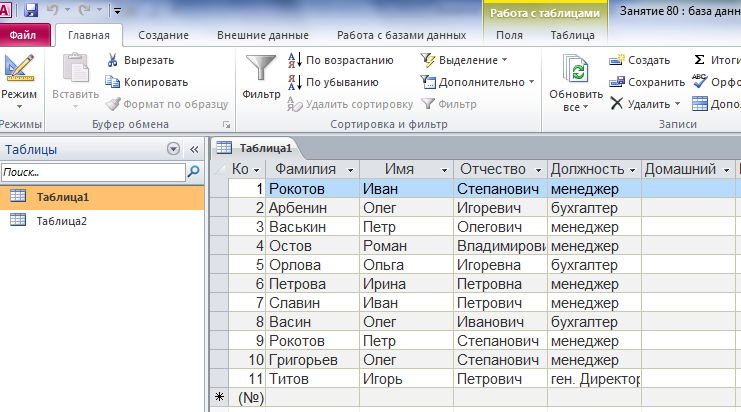 A Работа с таблицами Занятие 80 : база данн
Файл Главная Создание Внешние данные Работа с базами данных Поля Таблица
Режим
Режимы
Вставить
Вырезать
Копировать
Формат по образцу
Буфер обмена
Фильтр
По возрастанию
По убыванию
Удалить сортировку
Выделение
Дополнительно
Фильтр
Сортировка и фильтр
Обновить
все
Создать
Сохранить
Удалить
Итоги
Орфо
Допо
Записи
Таблицы
Поиск...
Таблица1
Таблица2
Таблица1
Ко Фамилия Имя Отчество Должность Домашний
1 Рокотов Иван Степанович менеджер
2 Арбенин Олег Игоревич бухгалтер
3 Васькин Петр Олегович менеджер
4 Остов Роман Владимирови менеджер
5 Орлова Ольга Игоревна бухгалтер
6 Петрова Ирина Петровна менеджер
7 Славин Иван Петрович менеджер
8 Васин Олег Иванович бухгалтер
9 Рокотов Петр Степанович менеджер
10 Григорьев Олег Степанович менеджер
11 Титов Игорь Петрович ген. Директор
* (№)